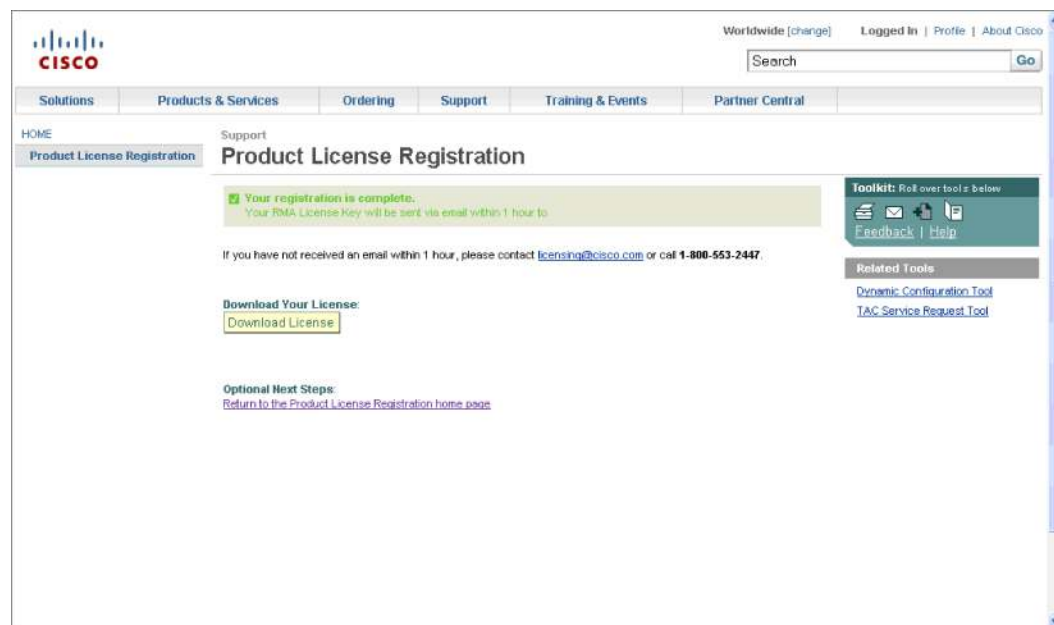 Worldwide [change] Logged In | Profile | About Cisco
CISCO
Search Go
Solutions Products & Services Ordering Support Training & Events Partner Central
HOME
Product License Registration
Support
Product License Registration
Your registration is complete.
Your RMA License Key will be sent via email within 1 hour to
If you have not received an email within 1 hour, please contact licensing@cisco.com or call 1-800-553-2447.
Download Your License:
Download License
Optional Next Steps:
Return to the Product License Registration home page
Toolkit: Roll over tools below
Feedback | Help
Related Tools
Dynamic Configuration Tool
TAC Service Request Tool